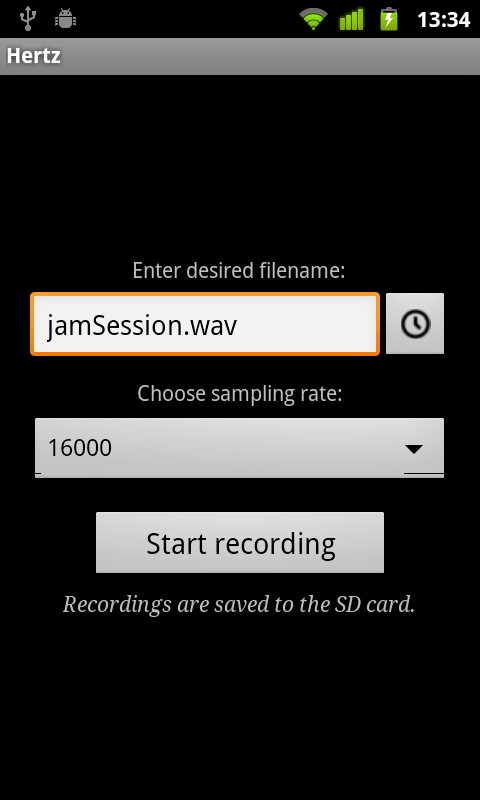 13:34
Hertz
Enter desired filename:
jamSession.wav
Choose sampling rate:
16000
Start recording
Recordings are saved to the SD card.